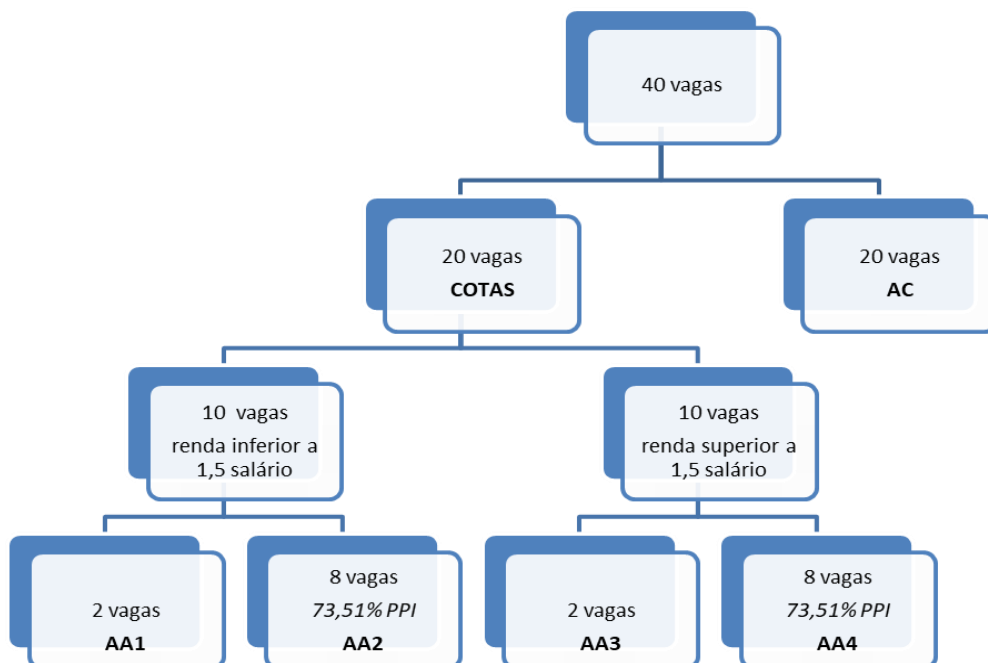 40 vagas
20 vagas
COTAS
20 vagas
AC
10 vagas
renda inferior a
1,5 salário
10 vagas
renda superior a
1,5 salário
2 vagas
AA1
8 vagas
73,51% PPI
AA2
2 vagas
AA3
8 vagas
73,51% PPI
AA4